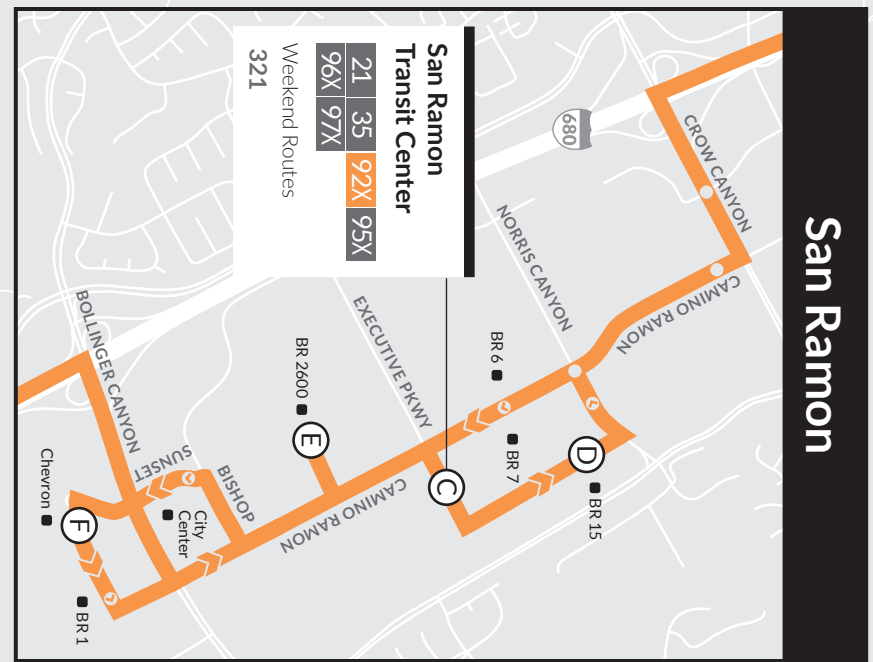 San Ramon
680
CROW CANYON
CAMINO RAMON
NORRIS CANYON
San Ramon
Transit Center
21 35 92X 95X
96X 97X
Weekend Routes
321
EXECUTIVE PKWY
BR 6
BR 7
D
BR 15
C
BR 2600
E
CAMINO RAMON
BOLLINGER CANYON
SUNSET
BISHOP
City
Center
Chevron
F
BR 1